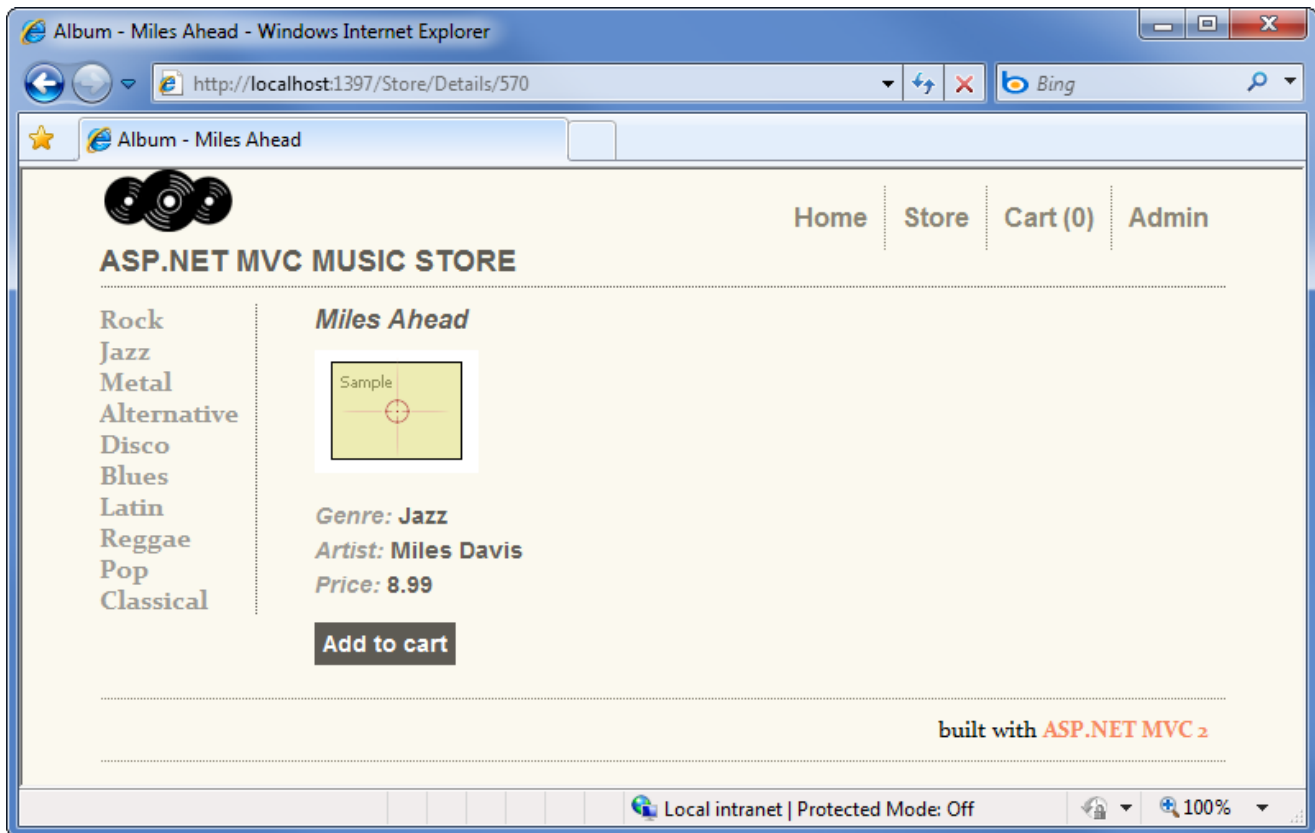 Album - Miles Ahead - Windows Internet Explorer
http://localhost:1397/Store/Details/570
Bing
Album - Miles Ahead
Home Store Cart (0) Admin
ASP.NET MVC MUSIC STORE
Rock
Jazz
Metal
Alternative
Disco
Blues
Latin
Reggae
Pop
Classical
Miles Ahead
Sample
Genre: Jazz
Artist: Miles Davis
Price: 8.99
Add to cart
built with ASP.NET MVC 2
Local intranet | Protected Mode: Off
100%